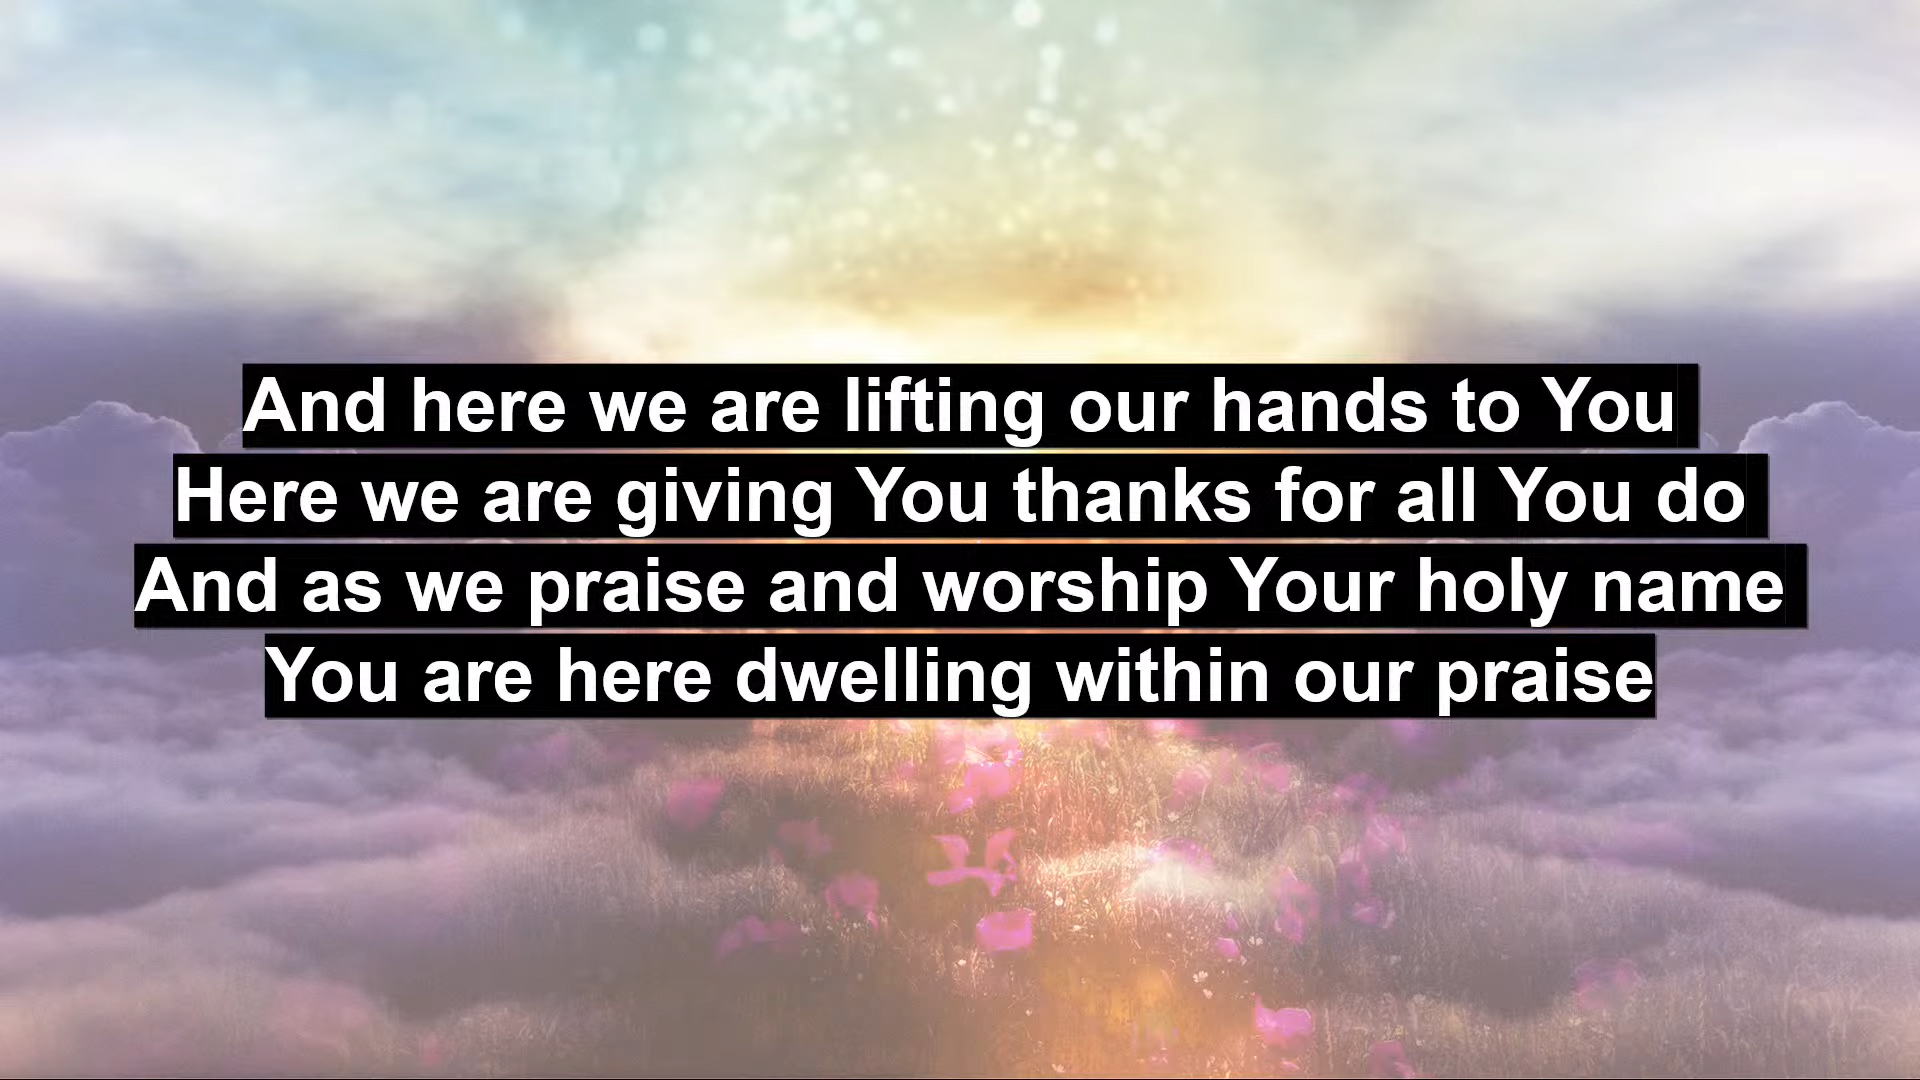 And here we are lifting our hands to You
Here we are giving You thanks for all You do
And as we praise and worship Your holy name
You are here dwelling within our praise